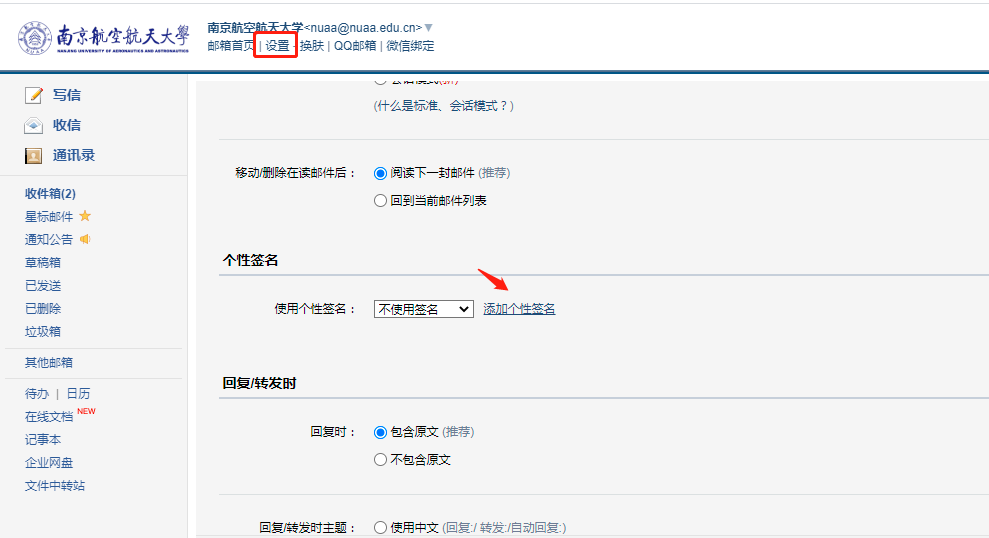 南京航空航天大學
NANJING UNIVERSITY OF AERONAUTICS AND ASTRONAUTICS
南京航空航天大学<nuaa@nuaa.edu.cn>
邮箱首页 | 设置 - 换肤 | QQ邮箱 | 微信绑定
写信
收信
通讯录
收件箱(2)
星标邮件
通知公告
草稿箱
已发送
已删除
垃圾箱
其他邮箱
待办 | 日历
在线文档 NEW
记事本
企业网盘
文件中转站
会话模式(新)
(什么是标准、会话模式？)
移动/删除在读邮件后： 阅读下一封邮件 (推荐)
回到当前邮件列表
个性签名
使用个性签名： 不使用签名 添加个性签名
回复/转发时
回复时： 包含原文 (推荐)
不包含原文
回复/转发时主题： 使用中文 (回复:/ 转发:/自动回复:)